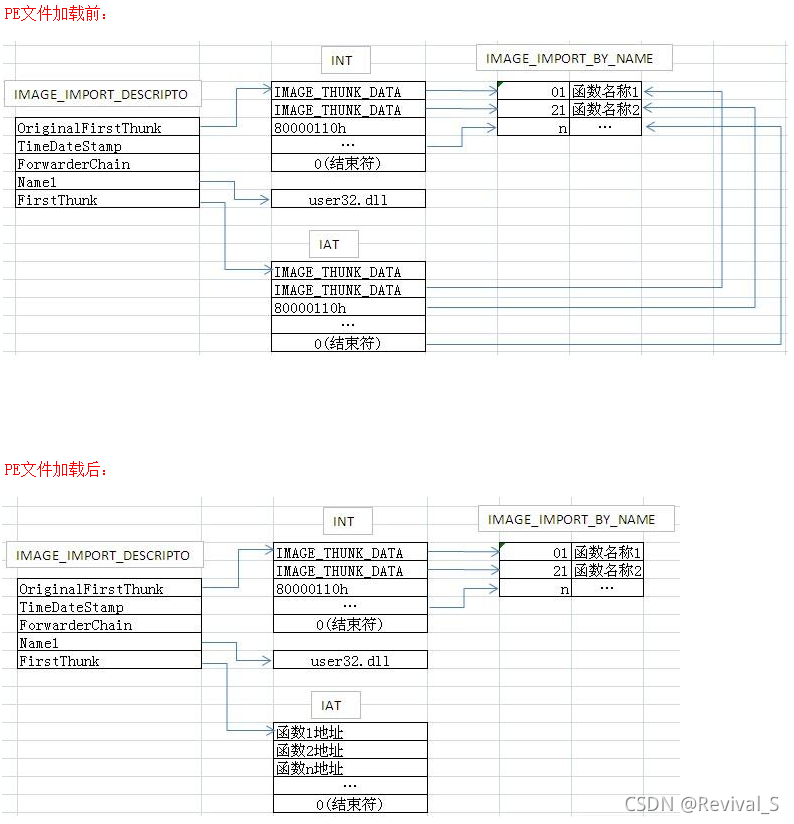 PE文件加载前：
INT
IMAGE_IMPORT_BY_NAME
IMAGE_IMPORT_DESCRIPTO
OriginalFirstThunk
TimeDateStamp
ForwarderChain
Name1
FirstThunk
IMAGE_THUNK_DATA
IMAGE_THUNK_DATA
80000110h
…
0(结束符)
01 函数名称1
21 函数名称2
n …
user32.dll
IAT
IMAGE_THUNK_DATA
IMAGE_THUNK_DATA
80000110h
…
0(结束符)
PE文件加载后：
INT
IMAGE_IMPORT_BY_NAME
IMAGE_IMPORT_DESCRIPTO
OriginalFirstThunk
TimeDateStamp
ForwarderChain
Name1
FirstThunk
IMAGE_THUNK_DATA
IMAGE_THUNK_DATA
80000110h
…
0(结束符)
01 函数名称1
21 函数名称2
n …
user32.dll
IAT
函数1地址
函数2地址
函数n地址
…
0(结束符)
CSDN @Revival_S